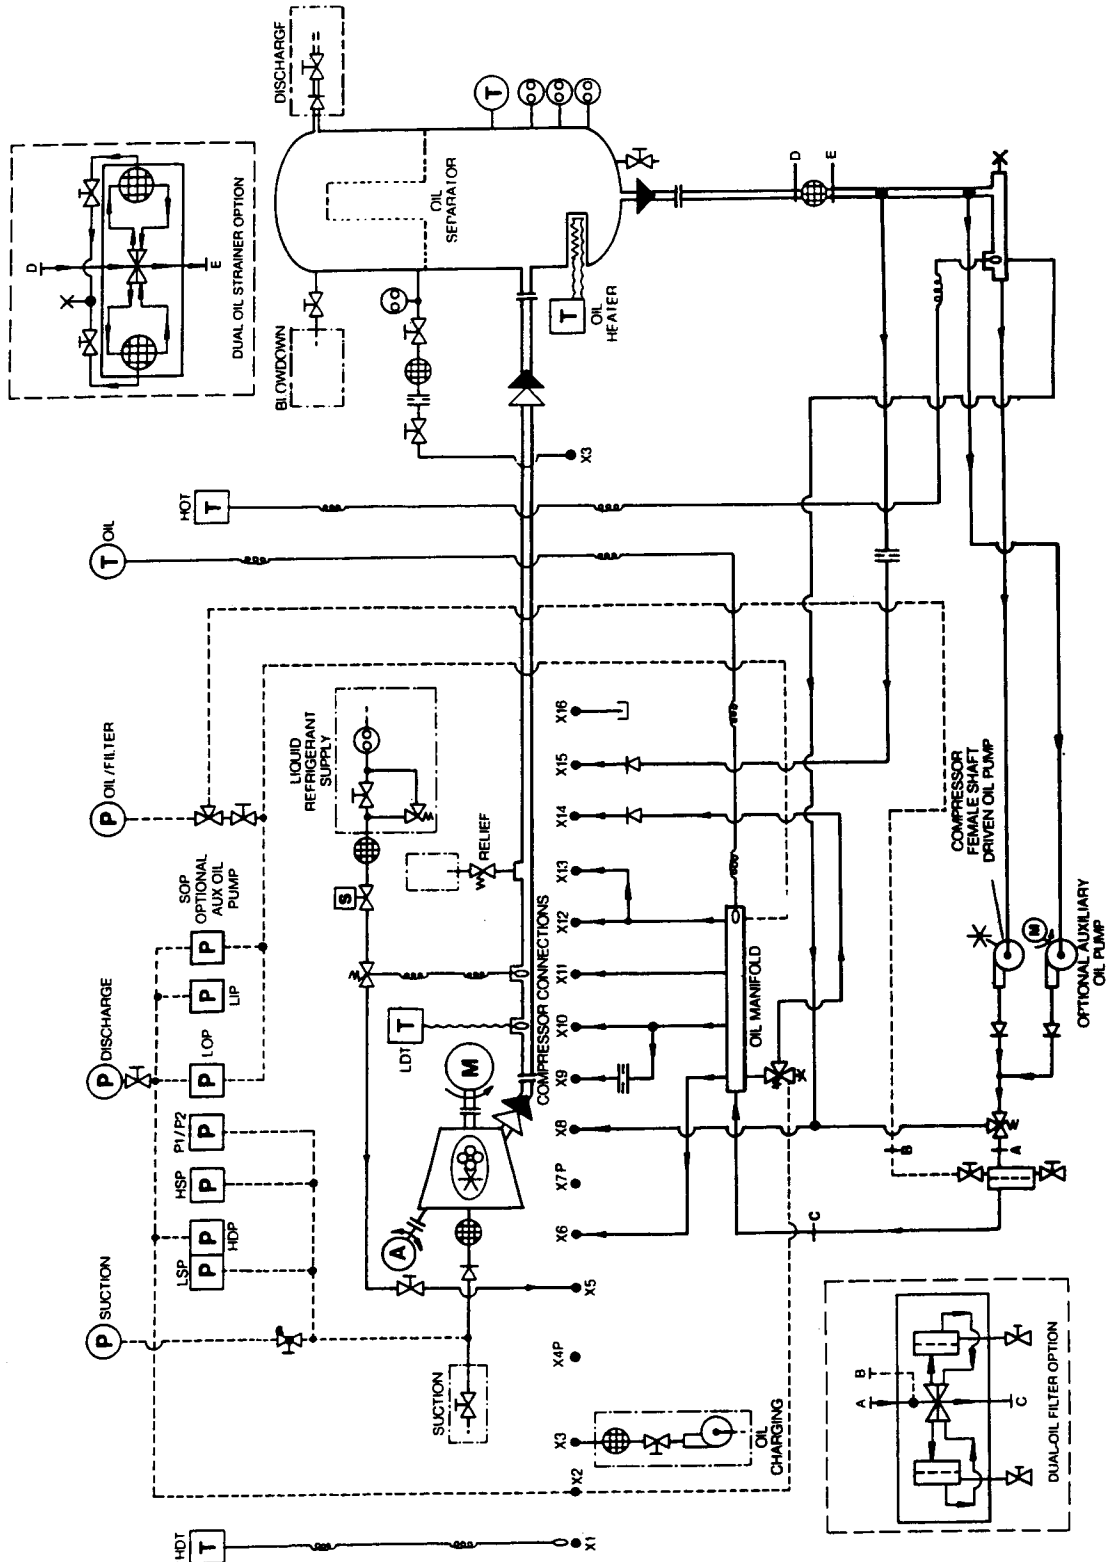 HDT
T
P
SUCTION
LSP
P
HDP
P
HSP
P
P1/P2
P
P
DISCHARGE
LOP
P
LIP
P
SOP
OPTIONAL
AUX OIL
PUMP
P
P
OIL/FILTER
T
OIL
HOT
T
DUAL OIL STRAINER OPTION
D
E
X
DISCHARGE
BLOWDOWN
OIL
SEPARATOR
T
T
OIL
HEATER
D
E
X
LIQUID
REFRIGERANT
SUPPLY
S
RELIEF
LDT
T
M
A
SUCTION
COMPRESSOR CONNECTIONS
X1
X2
X3
X4P
X5
X6
X7P
X8
X9
X10
X11
X12
X13
X14
X15
X16
X3
OIL
CHARGING
OIL MANIFOLD
COMPRESSOR
FEMALE SHAFT
DRIVEN OIL PUMP
M
OPTIONAL AUXILIARY
OIL PUMP
A
B
C
DUAL-OIL FILTER OPTION
A
B
C